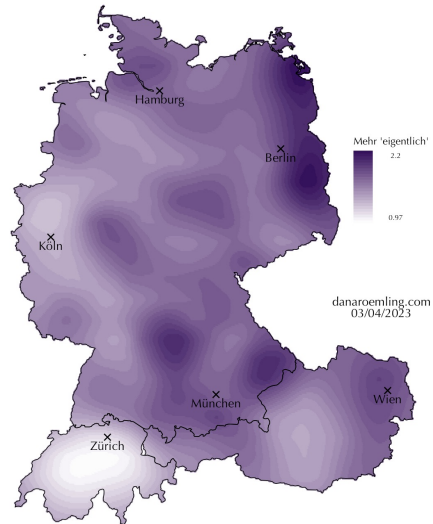 Hamburg
Mehr 'eigentlich'
2.2
Berlin
0.97
Köln
danaroemling.com
03/04/2023
München
Wien
Zürich